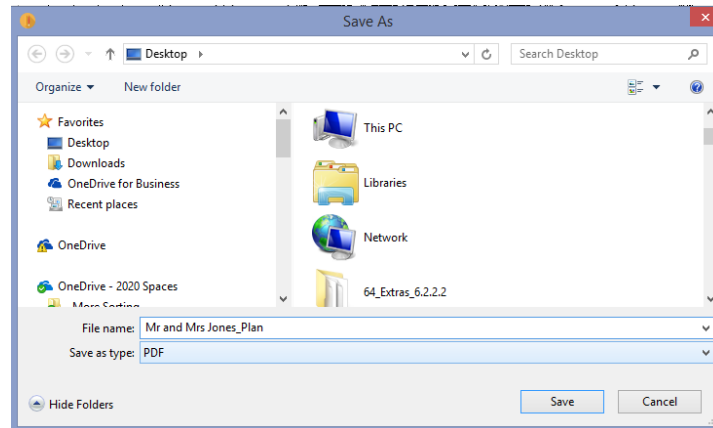 Save As
Desktop
Search Desktop
Organize
New folder
Favorites
Desktop
Downloads
OneDrive for Business
Recent places
OneDrive
OneDrive - 2020 Spaces
More Sorting
This PC
Libraries
Network
64_Extras_6.2.2.2
File name: Mr and Mrs Jones_Plan
Save as type: PDF
Hide Folders
Save
Cancel